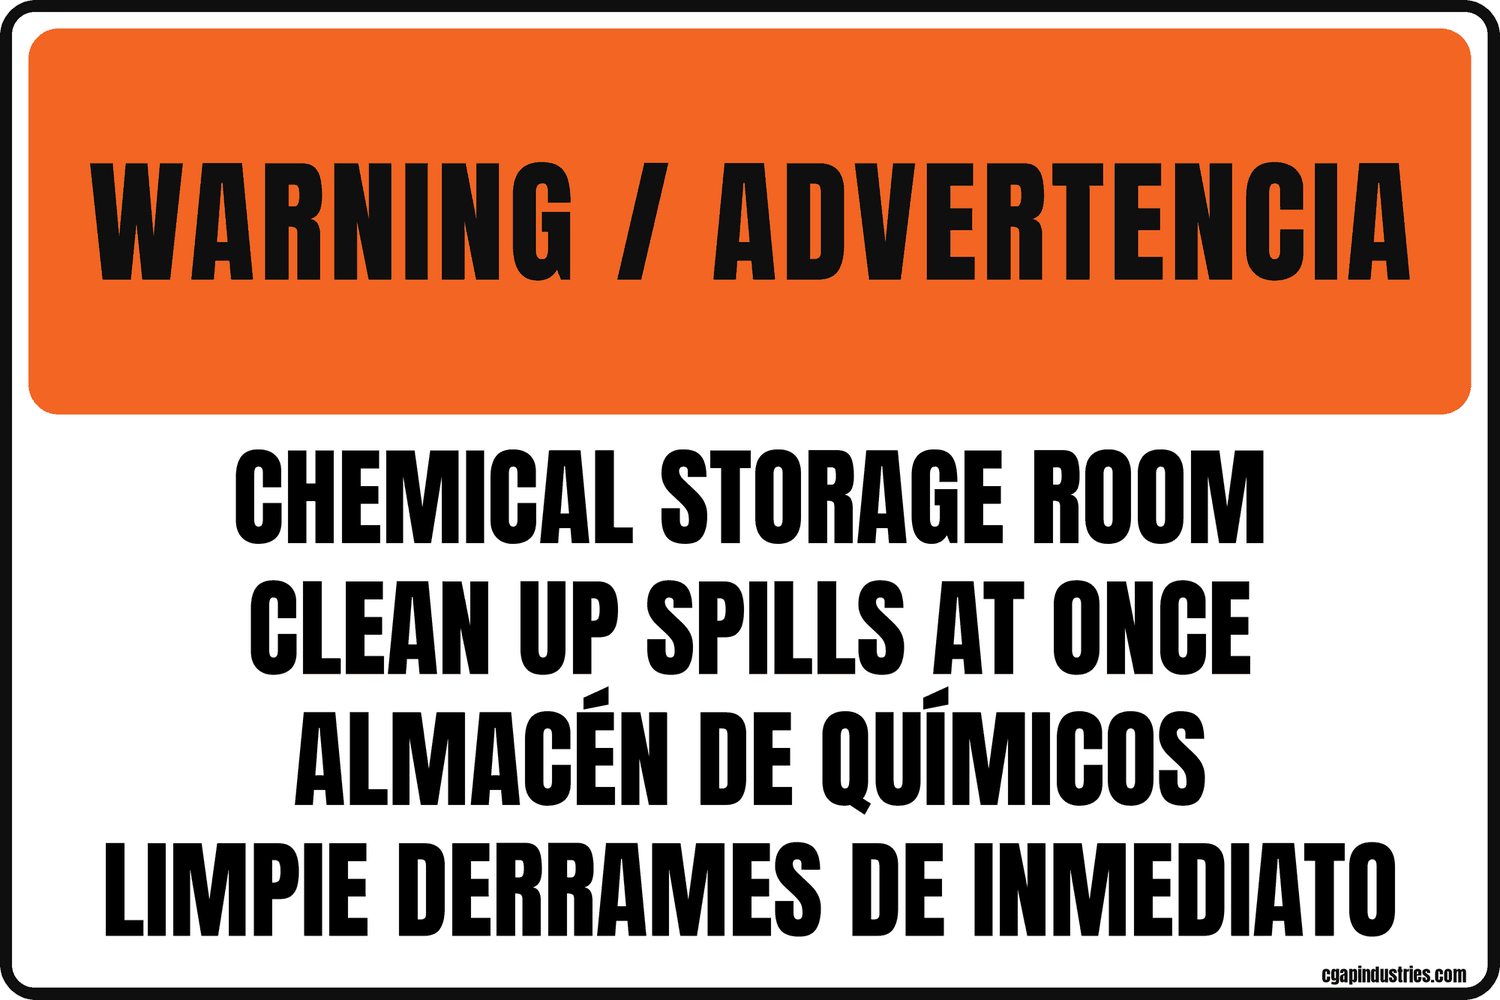 WARNING / ADVERTENCIA
CHEMICAL STORAGE ROOM
CLEAN UP SPILLS AT ONCE
ALMACÉN DE QUÍMICOS
LIMPIE DERRAMES DE INMEDIATO
cgapindustries.com